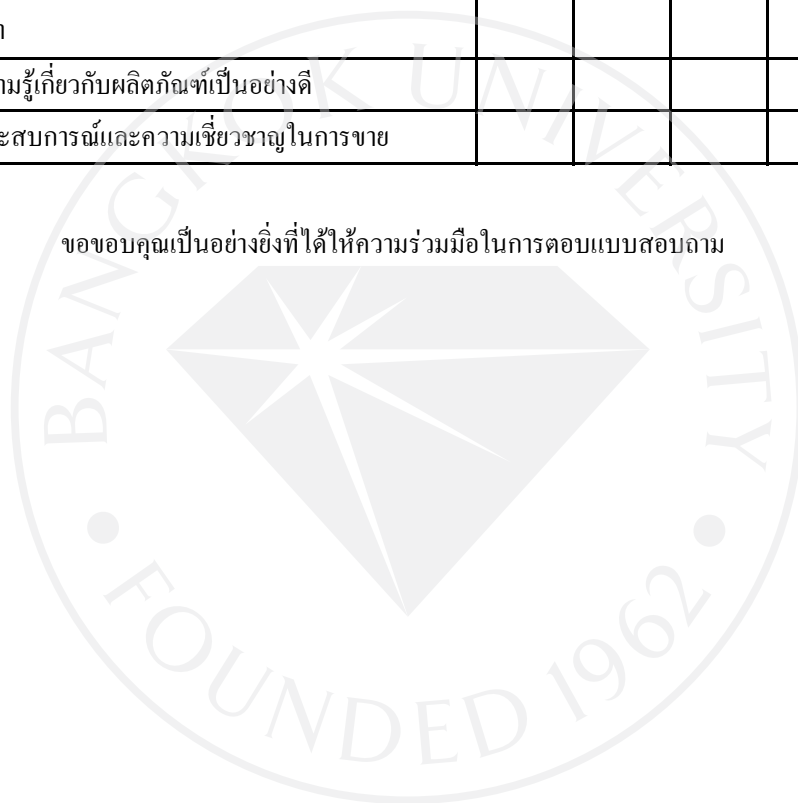 ามรู้เกี่ยวกับผลิตภัณฑ์เป็นอย่างดี
ะสบการณ์และความเชี่ยวชาญในการขาย
ขอขอบคุณเป็นอย่างยิ่งที่ได้ให้ความร่วมมือในการตอบแบบสอบถาม
BANGKOK UNIVERSITY
FOUNDED 1962